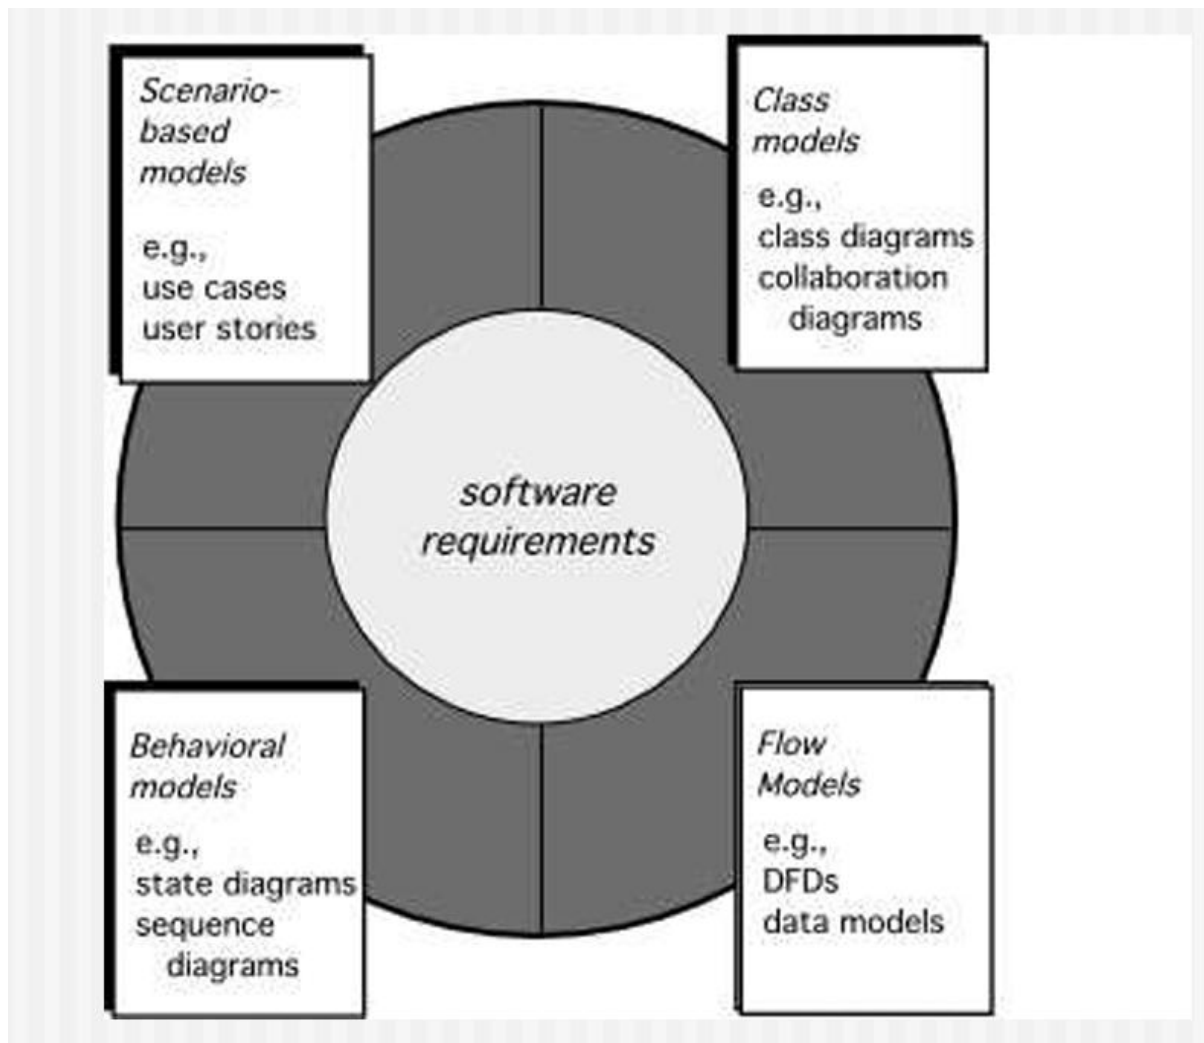 Scenario-
based
models
e.g.,
use cases
user stories
Class
models
e.g.,
class diagrams
collaboration
diagrams
software
requirements
Behavioral
models
e.g.,
state diagrams
sequence
diagrams
Flow
Models
e.g.,
DFDs
data models